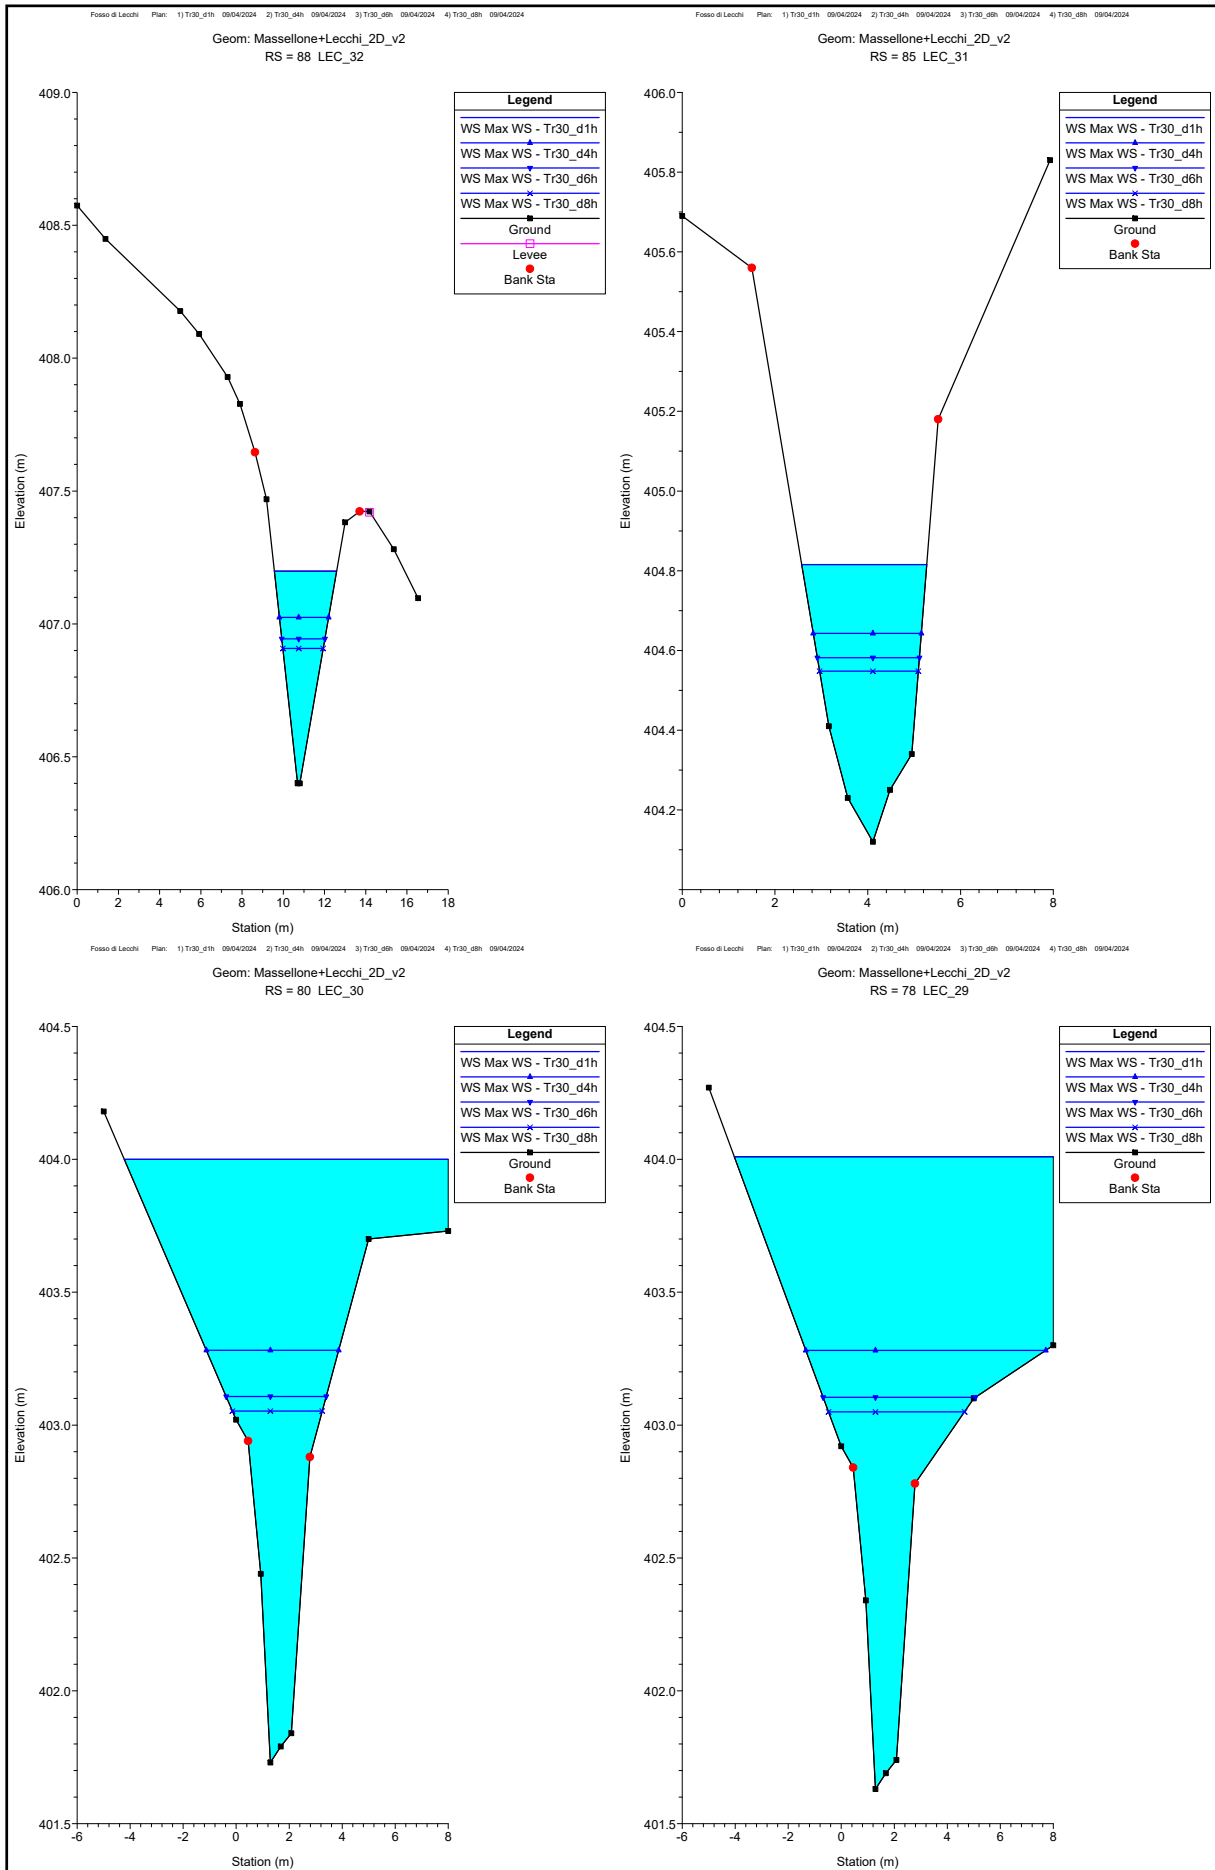 Fosso di Lecchi Plan: 1) Tr30_d1h 09/04/2024 2) Tr30_d4h 09/04/2024 3) Tr30_d6h 09/04/2024 4) Tr30_d8h 09/04/2024
Geom: Massellone+Lecchi_2D_v2
RS = 88 LEC_32
Legend
WS Max WS - Tr30_d1h
WS Max WS - Tr30_d4h
WS Max WS - Tr30_d6h
WS Max WS - Tr30_d8h
Ground
Levee
Bank Sta
409.0
408.5
408.0
407.5
407.0
406.5
406.0
Elevation (m)
0 2 4 6 8 10 12 14 16 18
Station (m)
Fosso di Lecchi Plan: 1) Tr30_d1h 09/04/2024 2) Tr30_d4h 09/04/2024 3) Tr30_d6h 09/04/2024 4) Tr30_d8h 09/04/2024
Geom: Massellone+Lecchi_2D_v2
RS = 85 LEC_31
Legend
WS Max WS - Tr30_d1h
WS Max WS - Tr30_d4h
WS Max WS - Tr30_d6h
WS Max WS - Tr30_d8h
Ground
Bank Sta
406.0
405.8
405.6
405.4
405.2
405.0
404.8
404.6
404.4
404.2
Elevation (m)
0 2 4 6 8
Station (m)
Fosso di Lecchi Plan: 1) Tr30_d1h 09/04/2024 2) Tr30_d4h 09/04/2024 3) Tr30_d6h 09/04/2024 4) Tr30_d8h 09/04/2024
Geom: Massellone+Lecchi_2D_v2
RS = 80 LEC_30
Legend
WS Max WS - Tr30_d1h
WS Max WS - Tr30_d4h
WS Max WS - Tr30_d6h
WS Max WS - Tr30_d8h
Ground
Bank Sta
404.5
404.0
403.5
403.0
402.5
402.0
401.5
Elevation (m)
-6 -4 -2 0 2 4 6 8
Station (m)
Fosso di Lecchi Plan: 1) Tr30_d1h 09/04/2024 2) Tr30_d4h 09/04/2024 3) Tr30_d6h 09/04/2024 4) Tr30_d8h 09/04/2024
Geom: Massellone+Lecchi_2D_v2
RS = 78 LEC_29
Legend
WS Max WS - Tr30_d1h
WS Max WS - Tr30_d4h
WS Max WS - Tr30_d6h
WS Max WS - Tr30_d8h
Ground
Bank Sta
404.5
404.0
403.5
403.0
402.5
402.0
401.5
Elevation (m)
-6 -4 -2 0 2 4 6 8
Station (m)